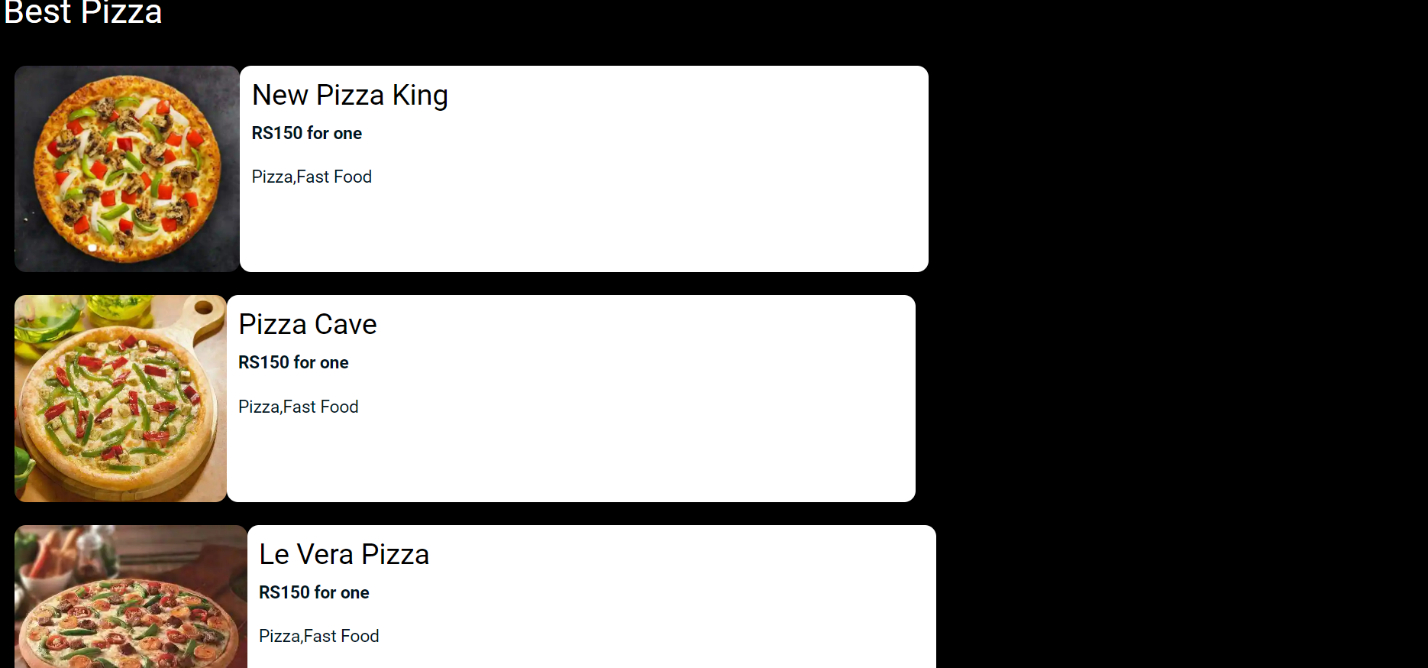 Best Pizza
New Pizza King
RS150 for one
Pizza,Fast Food
Pizza Cave
RS150 for one
Pizza,Fast Food
Le Vera Pizza
RS150 for one
Pizza,Fast Food